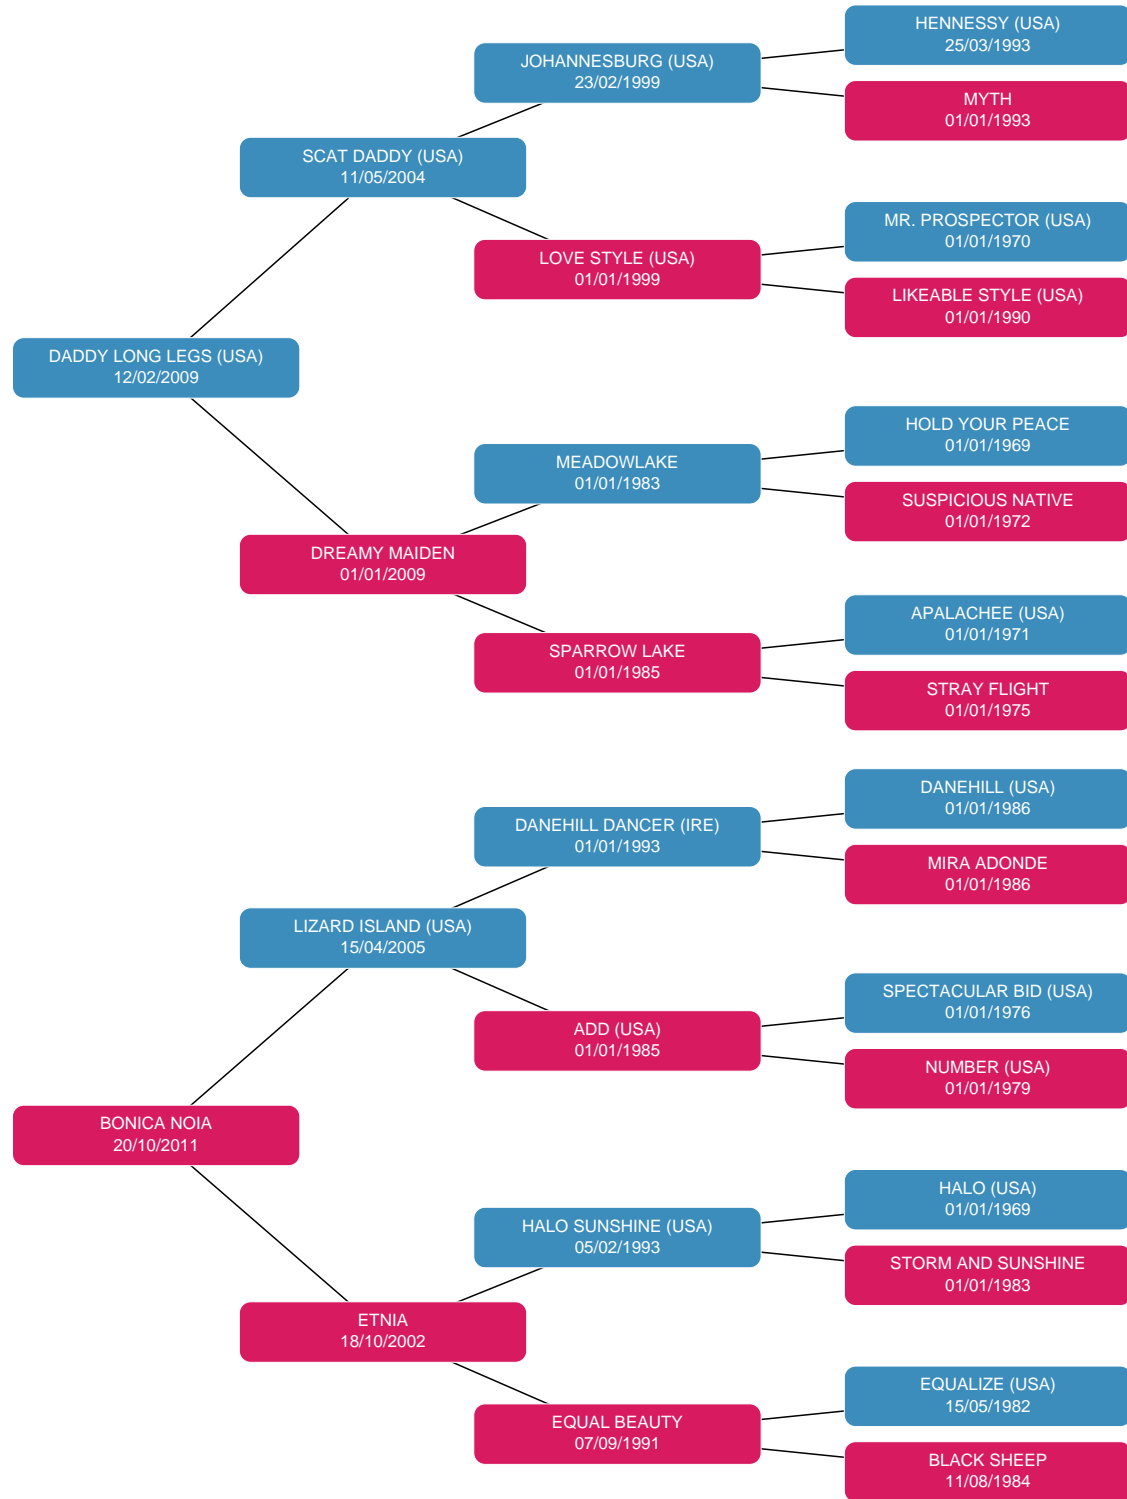 HENNESSY (USA)
25/03/1993
JOHANNESBURG (USA)
23/02/1999
MYTH
01/01/1993
SCAT DADDY (USA)
11/05/2004
MR. PROSPECTOR (USA)
01/01/1970
LOVE STYLE (USA)
01/01/1999
LIKEABLE STYLE (USA)
01/01/1990
DADDY LONG LEGS (USA)
12/02/2009
HOLD YOUR PEACE
01/01/1969
MEADOWLAKE
01/01/1983
SUSPICIOUS NATIVE
01/01/1972
DREAMY MAIDEN
01/01/2009
APALACHEE (USA)
01/01/1971
SPARROW LAKE
01/01/1985
STRAY FLIGHT
01/01/1975
DANEHILL (USA)
01/01/1986
DANEHILL DANCER (IRE)
01/01/1993
MIRA ADONDE
01/01/1986
LIZARD ISLAND (USA)
15/04/2005
SPECTACULAR BID (USA)
01/01/1976
ADD (USA)
01/01/1985
NUMBER (USA)
01/01/1979
BONICA NOIA
20/10/2011
HALO (USA)
01/01/1969
HALO SUNSHINE (USA)
05/02/1993
STORM AND SUNSHINE
01/01/1983
ETNIA
18/10/2002
EQUALIZE (USA)
15/05/1982
EQUAL BEAUTY
07/09/1991
BLACK SHEEP
11/08/1984